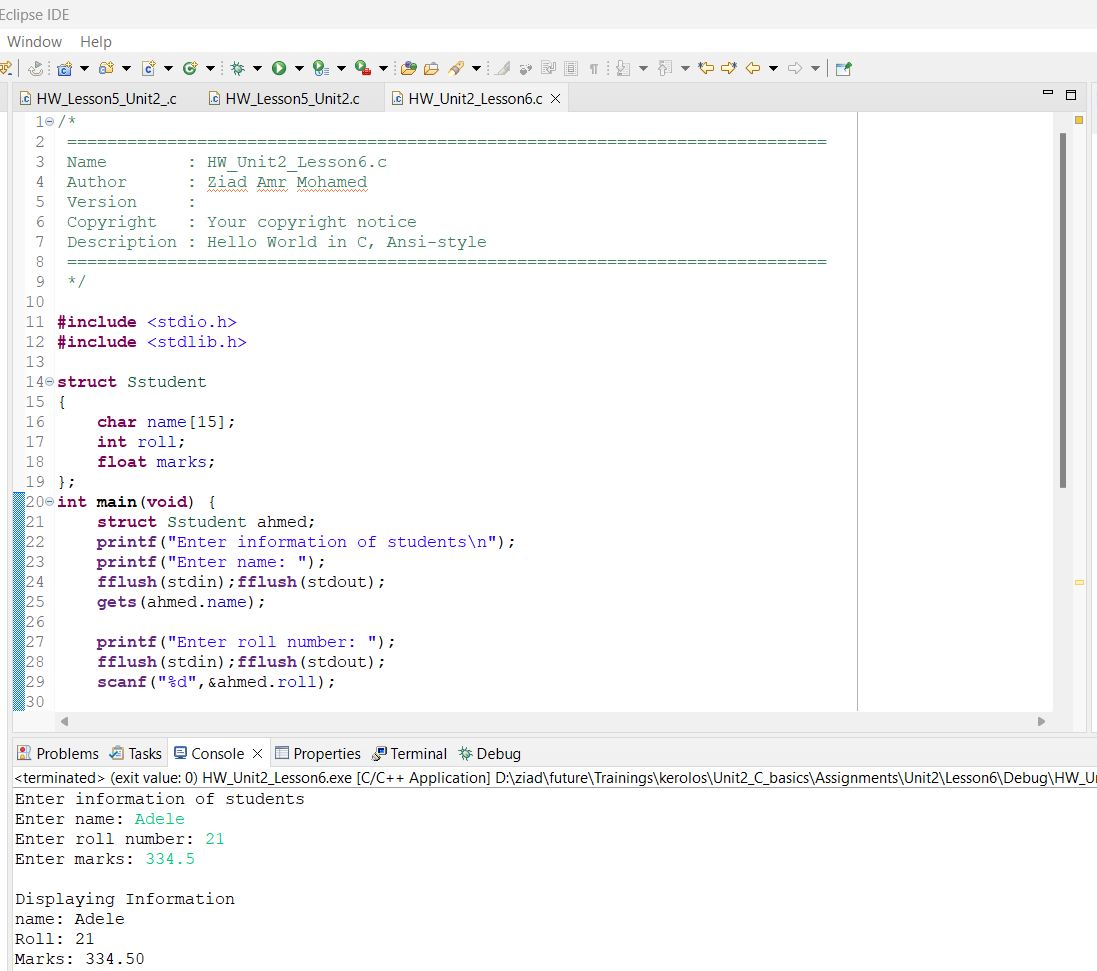 Eclipse IDE
Window Help
HW_Lesson5_Unit2_.c HW_Lesson5_Unit2.c HW_Unit2_Lesson6.c
1 /*
2 ============================================================================
3 Name        : HW_Unit2_Lesson6.c
4 Author      : Ziad Amr Mohamed
5 Version     :
6 Copyright   : Your copyright notice
7 Description : Hello World in C, Ansi-style
8 ============================================================================
9 */
10
11 #include <stdio.h>
12 #include <stdlib.h>
13
14 struct Sstudent
15 {
16     char name[15];
17     int roll;
18     float marks;
19 };
20 int main(void) {
21     struct Sstudent ahmed;
22     printf("Enter information of students\n");
23     printf("Enter name: ");
24     fflush(stdin);fflush(stdout);
25     gets(ahmed.name);
26
27     printf("Enter roll number: ");
28     fflush(stdin);fflush(stdout);
29     scanf("%d",&ahmed.roll);
30
Problems Tasks Console Properties Terminal Debug
<terminated> (exit value: 0) HW_Unit2_Lesson6.exe [C/C++ Application] D:\ziad\future\Trainings\kerolos\Unit2_C_basics\Assignments\Unit2\Lesson6\Debug\HW_Un
Enter information of students
Enter name: Adele
Enter roll number: 21
Enter marks: 334.5

Displaying Information
name: Adele
Roll: 21
Marks: 334.50